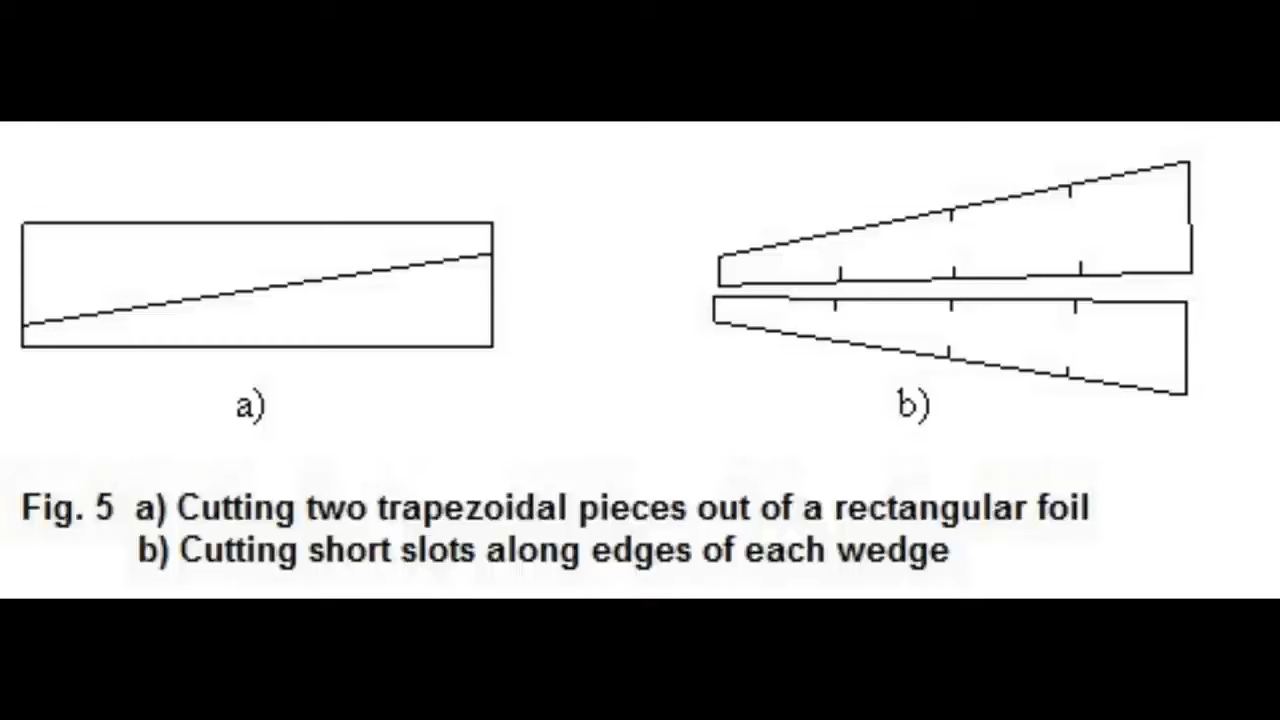 a)
b)
Fig. 5 a) Cutting two trapezoidal pieces out of a rectangular foil
b) Cutting short slots along edges of each wedge